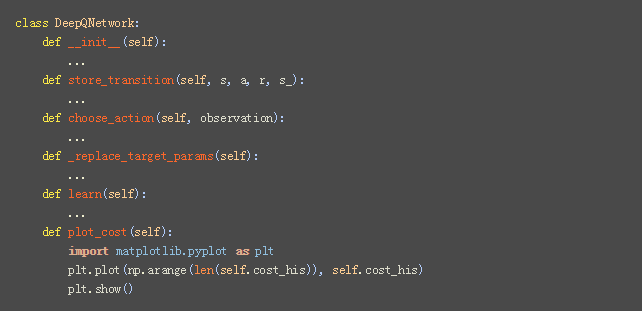 class DeepQNetwork:
    def __init__(self):
        ...
    def store_transition(self, s, a, r, s_):
        ...
    def choose_action(self, observation):
        ...
    def _replace_target_params(self):
        ...
    def learn(self):
        ...
    def plot_cost(self):
        import matplotlib.pyplot as plt
        plt.plot(np.arange(len(self.cost_his)), self.cost_his)
        plt.show()